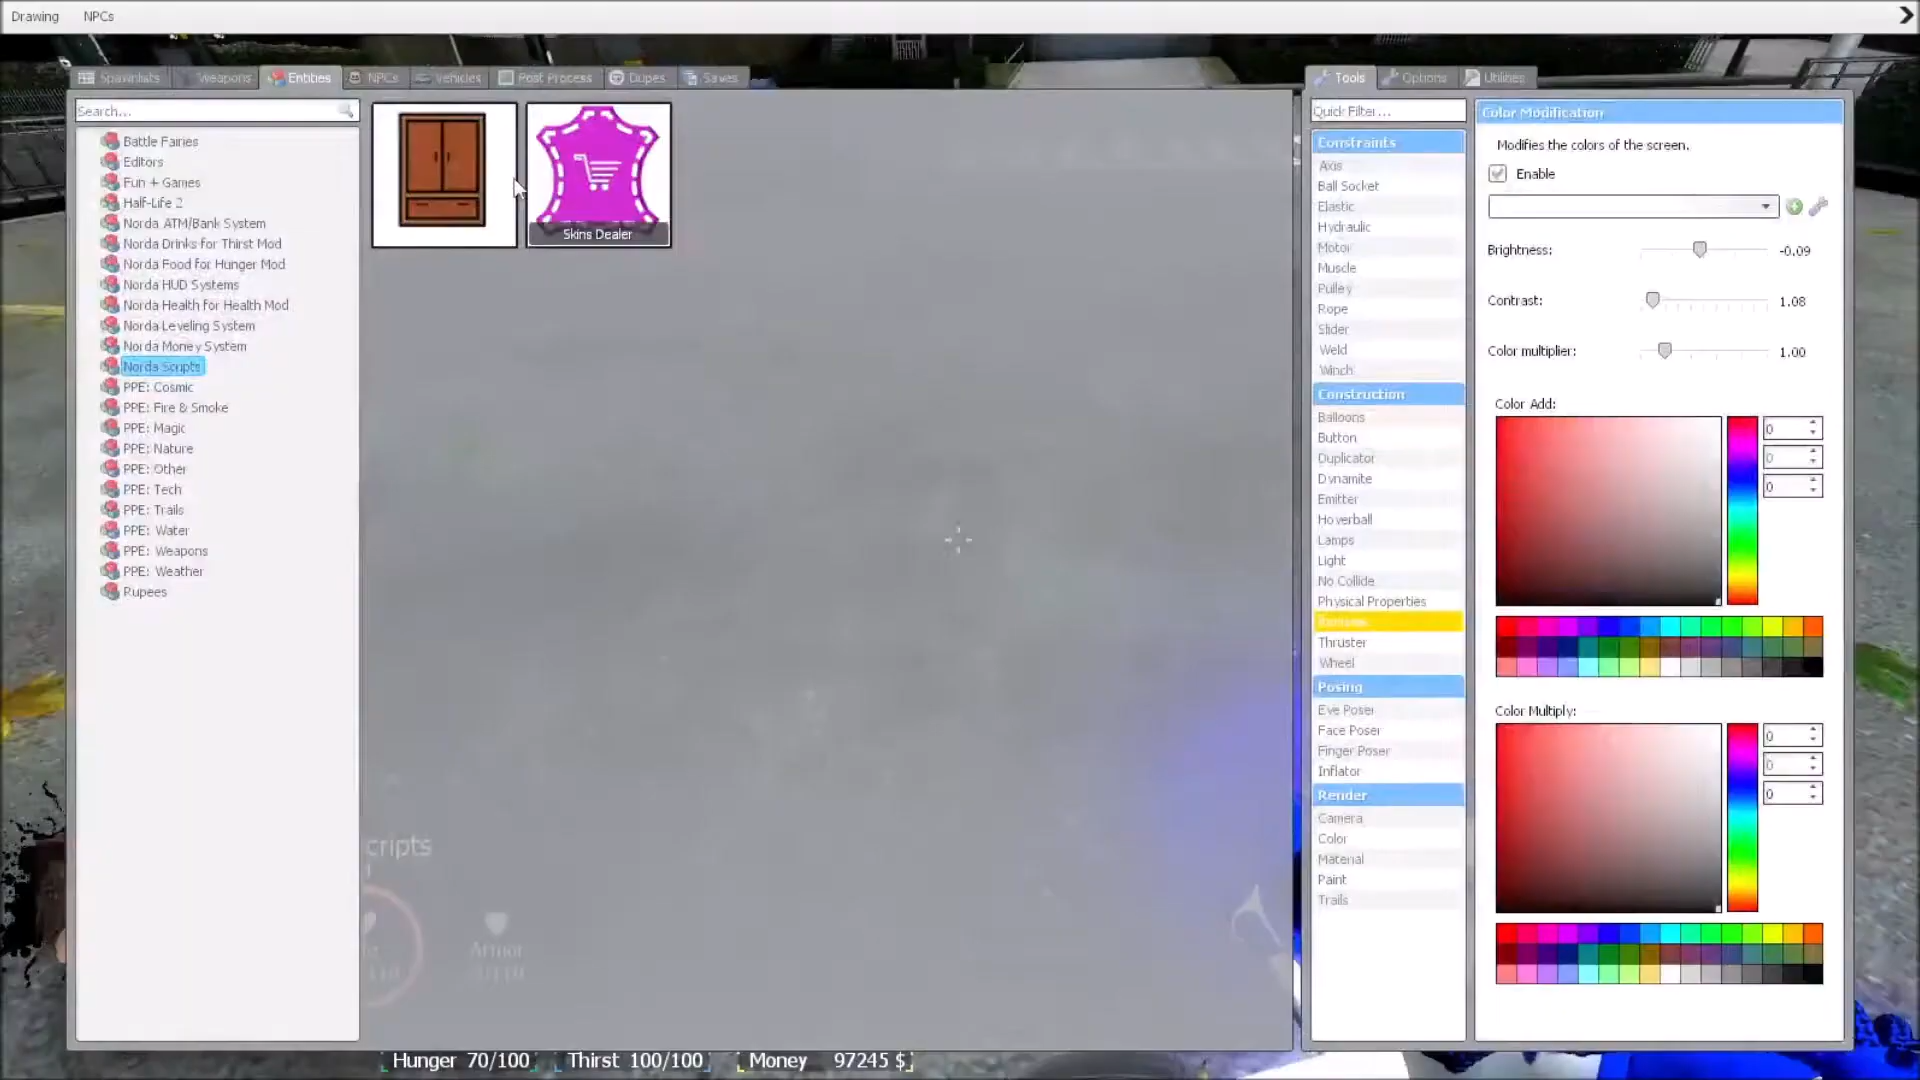 Drawing NPCs
Spawnlists Weapons Entities NPCs Vehicles Post Process Dupes Saves
Search...
Battle Fairies
Editors
Fun + Games
Half-Life 2
Norda ATM/Bank System
Norda Drinks for Thirst Mod
Norda Food for Hunger Mod
Norda HUD Systems
Norda Health for Health Mod
Norda Leveling System
Norda Money System
Norda Scripts
PPE: Cosmic
PPE: Fire & Smoke
PPE: Magic
PPE: Nature
PPE: Other
PPE: Tech
PPE: Trails
PPE: Water
PPE: Weapons
PPE: Weather
Rupees
Skins Dealer
cripts
Armor
Hunger 70/100 Thirst 100/100 Money 97245 $
Tools Options Utilities
Quick Filter...
Constraints
Axis
Ball Socket
Elastic
Hydraulic
Motor
Muscle
Pulley
Rope
Slider
Weld
Winch
Construction
Balloons
Button
Duplicator
Dynamite
Emitter
Hoverball
Lamps
Light
No Collide
Physical Properties
Thruster
Wheel
Posing
Eye Poser
Face Poser
Finger Poser
Inflator
Render
Camera
Color
Material
Paint
Trails
Color Modification
Modifies the colors of the screen.
Enable
Brightness: -0.09
Contrast: 1.08
Color multiplier: 1.00
Color Add:
0
0
0
Color Multiply:
0
0
0